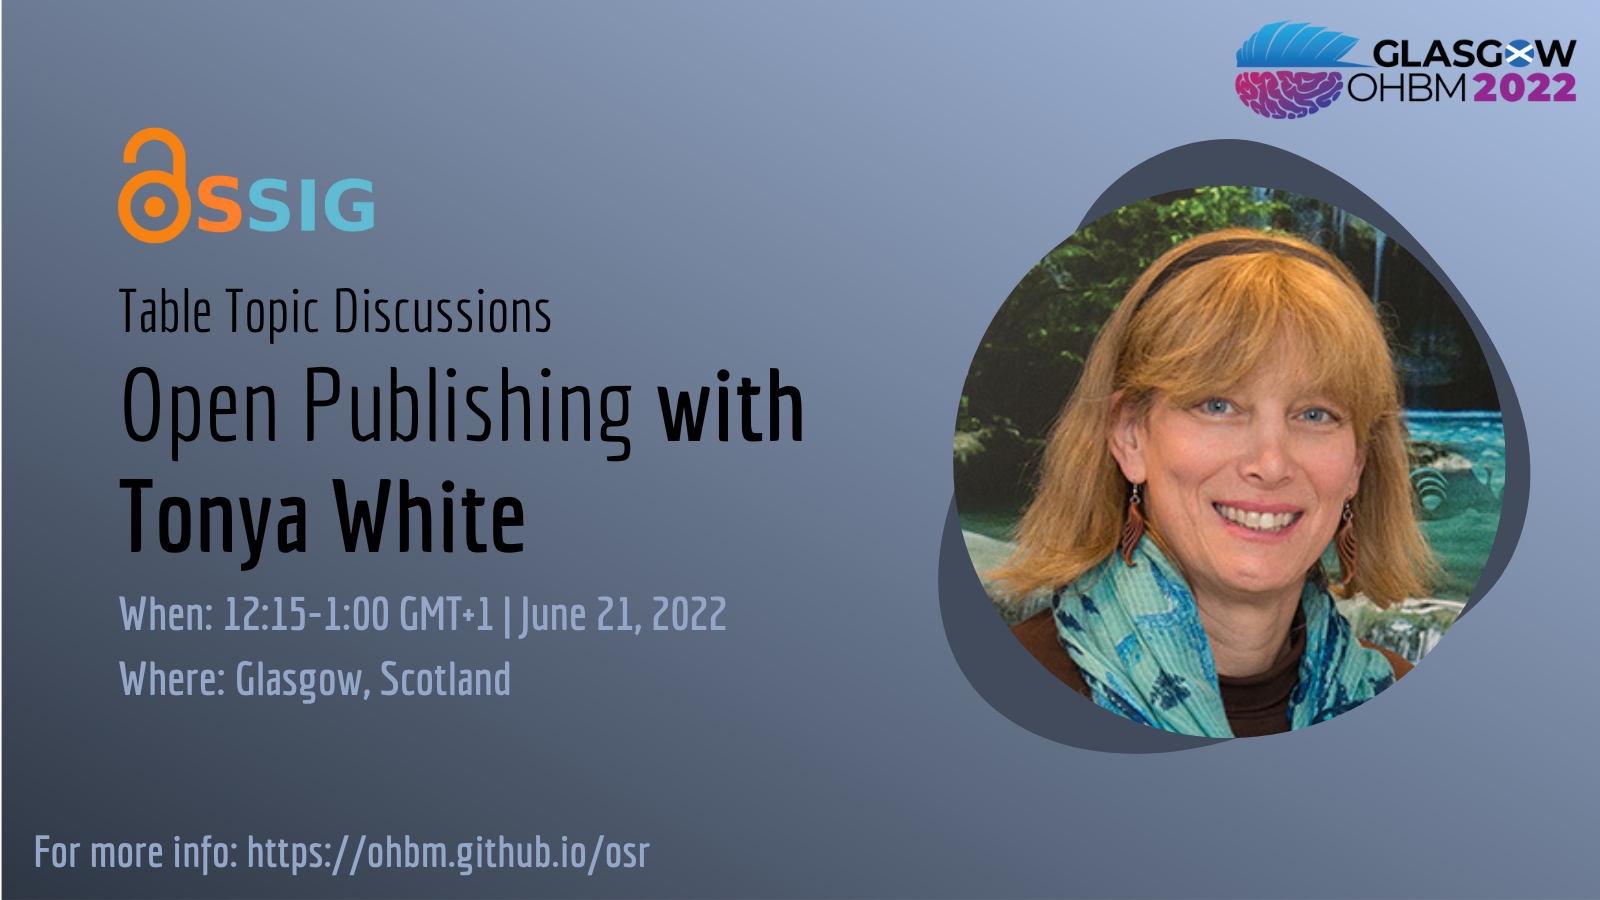 GLASGOW
OHBM 2022
OSSIG
Table Topic Discussions
Open Publishing with
Tonya White
When: 12:15-1:00 GMT+1 | June 21, 2022
Where: Glasgow, Scotland
For more info: https://ohbm.github.io/osr